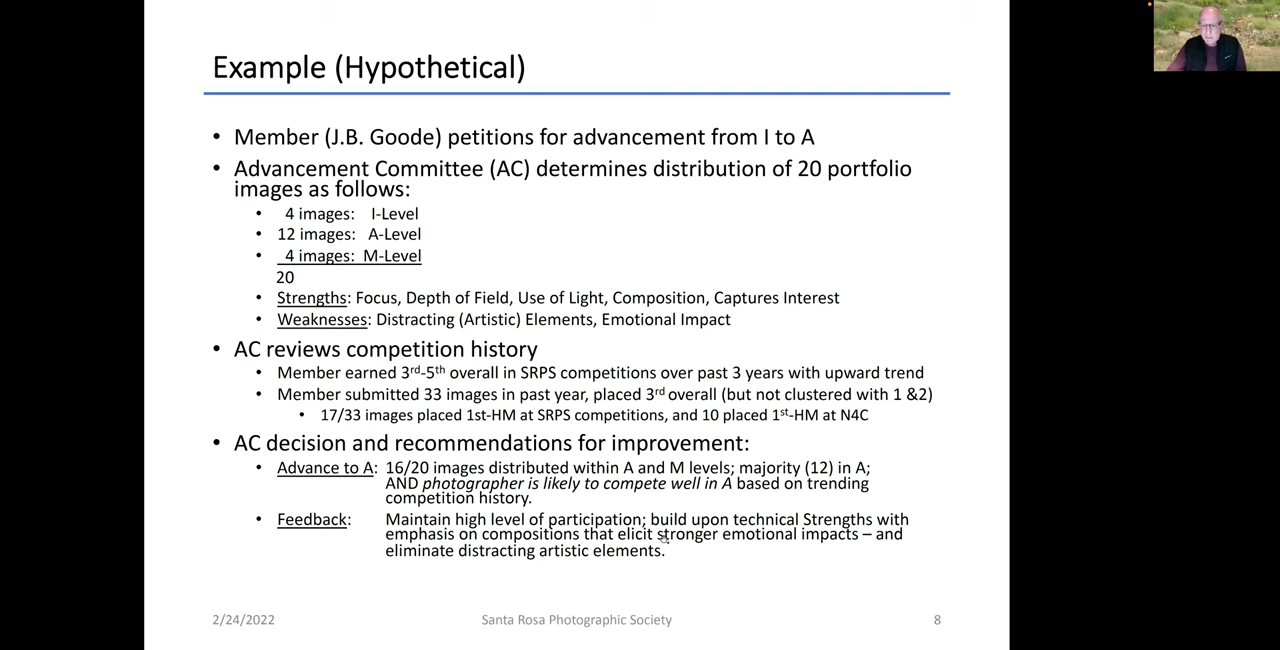 Example (Hypothetical)
• Member (J.B. Goode) petitions for advancement from I to A
• Advancement Committee (AC) determines distribution of 20 portfolio
images as follows:
• 4 images: I-Level
• 12 images: A-Level
• 4 images: M-Level
20
• Strengths: Focus, Depth of Field, Use of Light, Composition, Captures Interest
• Weaknesses: Distracting (Artistic) Elements, Emotional Impact
• AC reviews competition history
• Member earned 3rd-5th overall in SRPS competitions over past 3 years with upward trend
• Member submitted 33 images in past year, placed 3rd overall (but not clustered with 1 &2)
• 17/33 images placed 1st-HM at SRPS competitions, and 10 placed 1st-HM at N4C
• AC decision and recommendations for improvement:
• Advance to A: 16/20 images distributed within A and M levels; majority (12) in A;
AND photographer is likely to compete well in A based on trending
competition history.
• Feedback: Maintain high level of participation; build upon technical Strengths with
emphasis on compositions that elicit stronger emotional impacts – and
eliminate distracting artistic elements.
2/24/2022 Santa Rosa Photographic Society 8